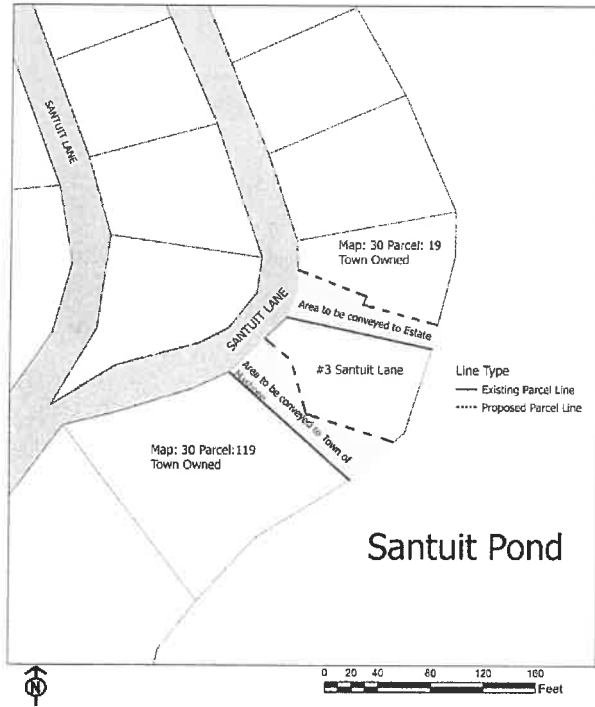 SANTUIT LANE
Map: 30 Parcel: 19
Town Owned
SANTUIT LANE
Area to be conveyed to Estate
#3 Santuit Lane
Area to be conveyed to Town of
Line Type
Existing Parcel Line
Proposed Parcel Line
Map: 30 Parcel:119
Town Owned
Santuit Pond
N
0 20 40 80 120 160
Feet